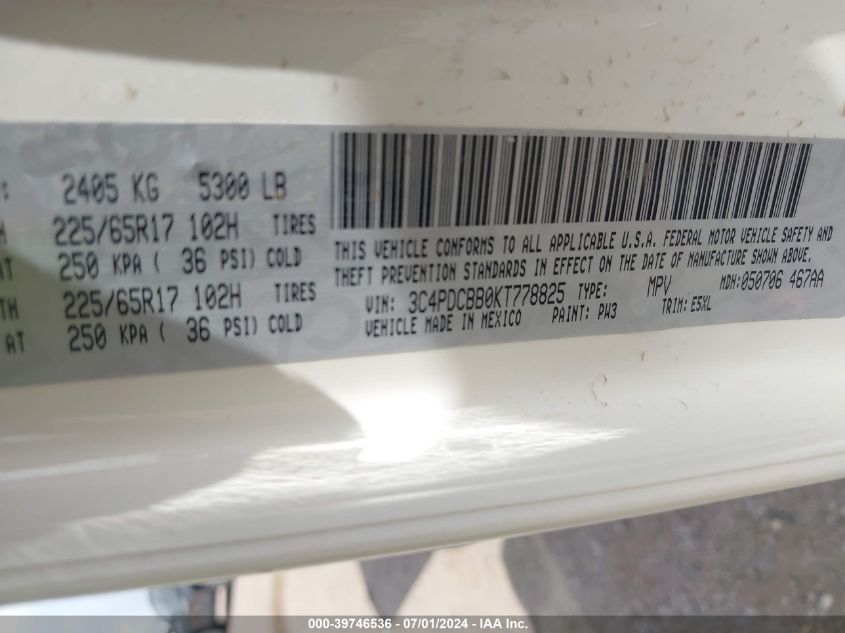 : 2405 KG 5300 LB
H 225/65R17 102H TIRES
AT 250 KPA ( 36 PSI) COLD
TH 225/65R17 102H TIRES
AT 250 KPA ( 36 PSI) COLD
THIS VEHICLE CONFORMS TO ALL APPLICABLE U.S.A. FEDERAL MOTOR VEHICLE SAFETY AND
THEFT PREVENTION STANDARDS IN EFFECT ON THE DATE OF MANUFACTURE SHOWN ABOVE.
VIN: 3C4PDCBB0KT778825 TYPE: MPV MDH:050706 467AA
VEHICLE MADE IN MEXICO PAINT: PW3 TRIM: E5XL
000-39746536 - 07/01/2024 - IAA Inc.